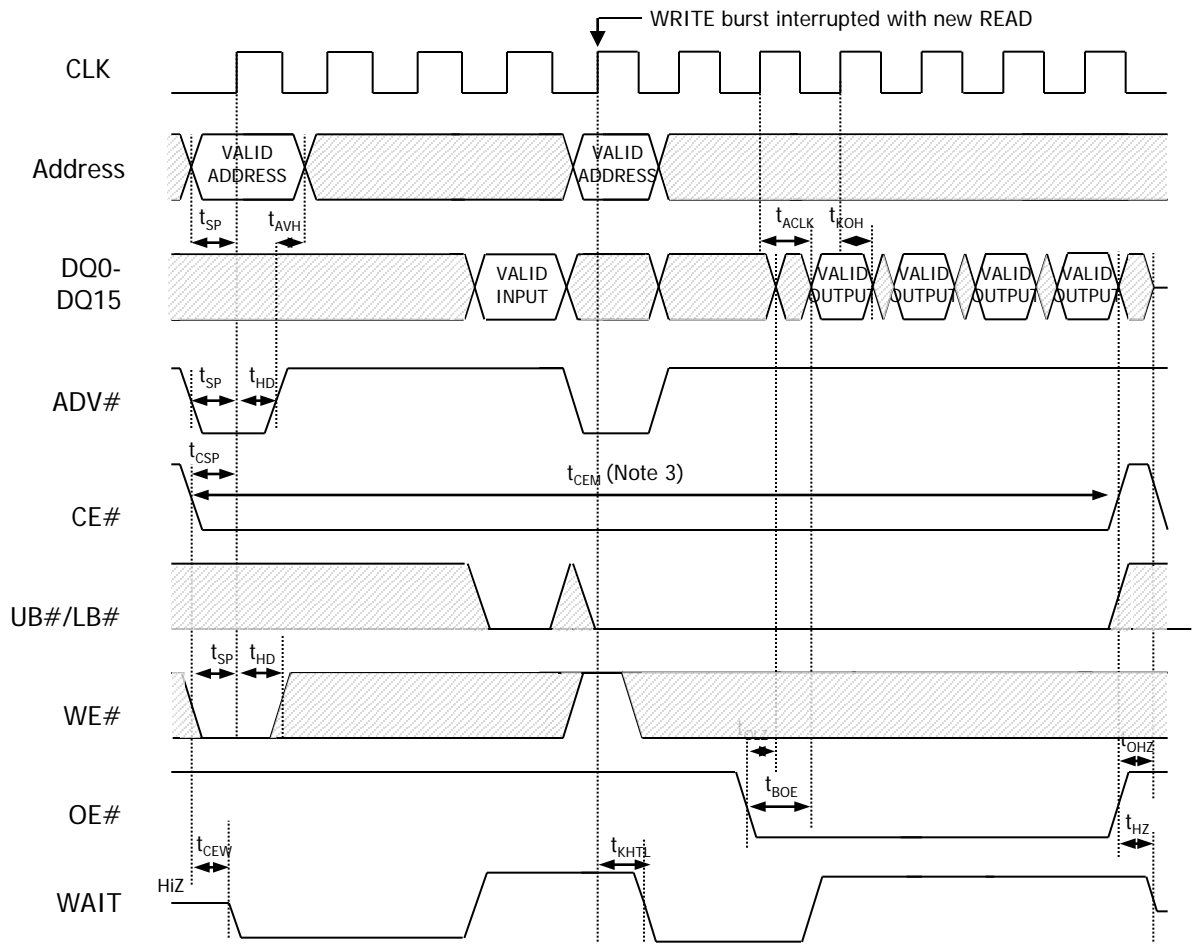 WRITE burst interrupted with new READ
CLK
Address
VALID ADDRESS
VALID ADDRESS
tSP
tAVH
tACLK
tKOH
DQ0-
DQ15
VALID INPUT
VALID OUTPUT
VALID OUTPUT
VALID OUTPUT
VALID OUTPUT
ADV#
tSP
tHD
tCSP
tCEM (Note 3)
CE#
UB#/LB#
tSP
tHD
WE#
tOLZ
tOHZ
OE#
tBOE
tCEW
tKHTL
tHZ
HiZ
WAIT